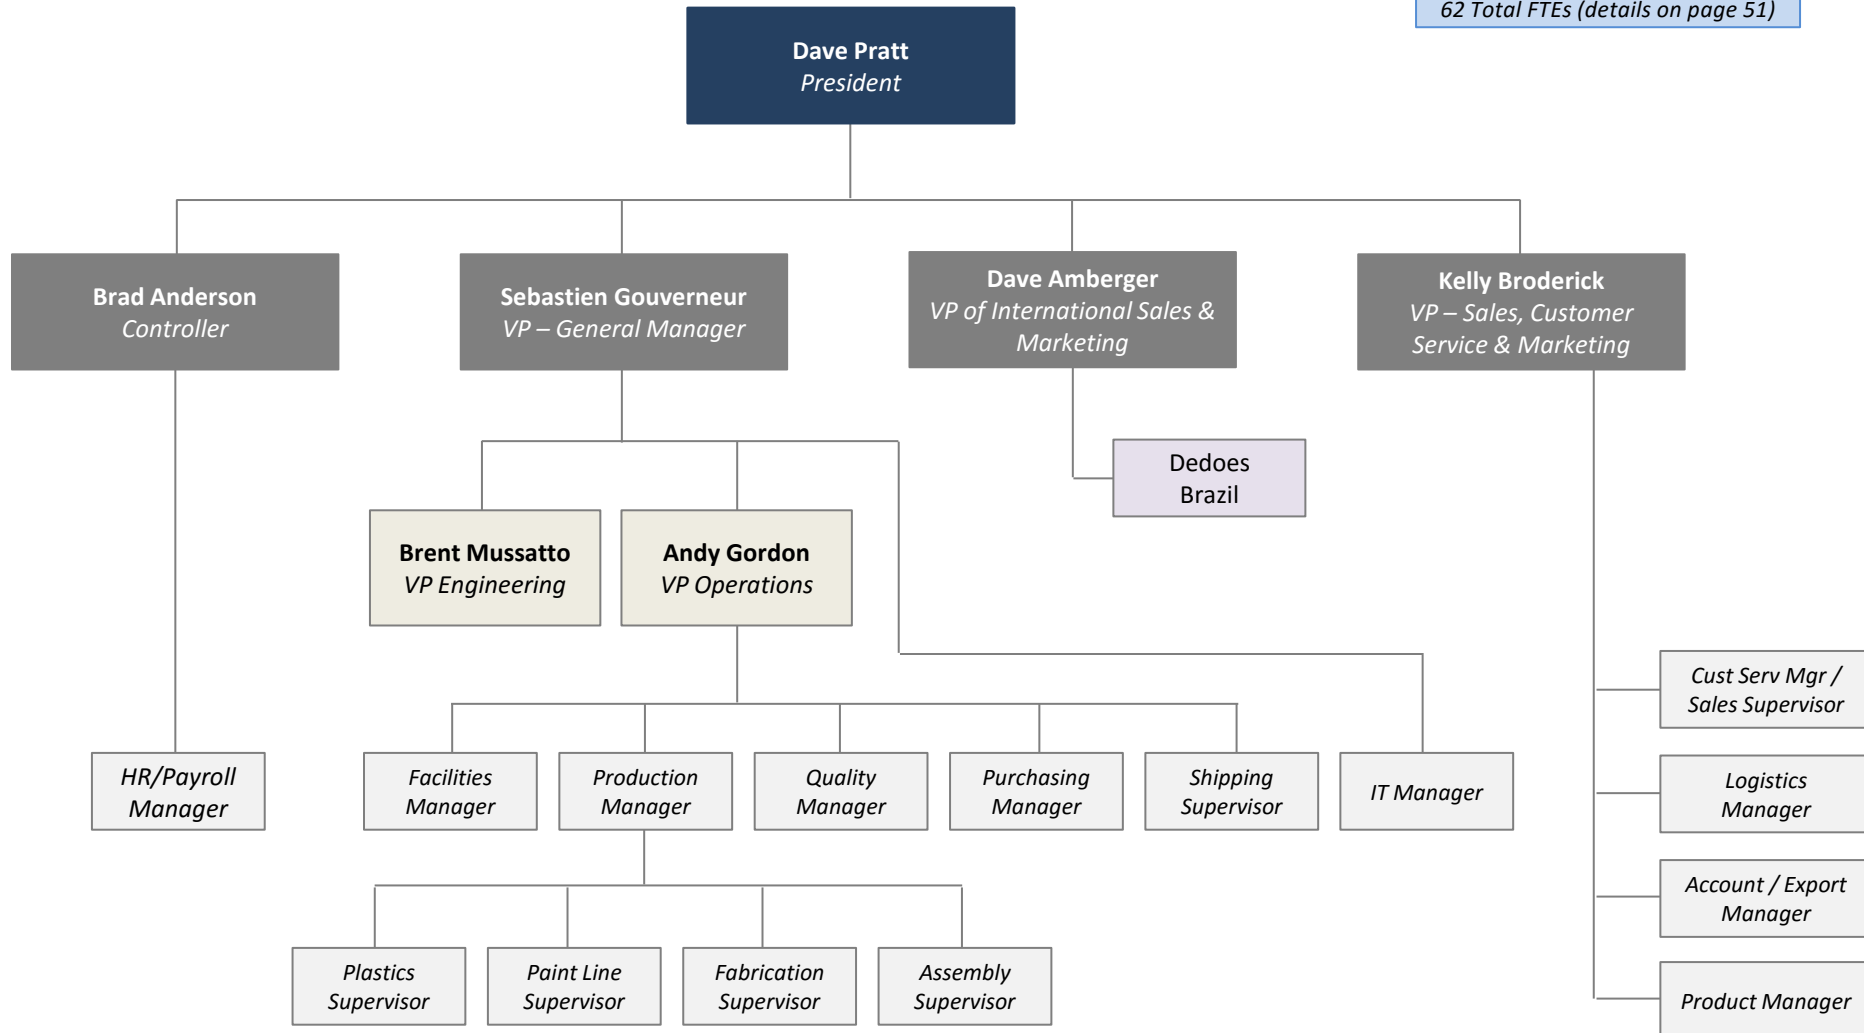 62 Total FTEs (details on page 51)
Dave Pratt
President
Brad Anderson
Controller
Sebastien Gouverneur
VP – General Manager
Dave Amberger
VP of International Sales &
Marketing
Kelly Broderick
VP – Sales, Customer
Service & Marketing
Dedoes
Brazil
Brent Mussatto
VP Engineering
Andy Gordon
VP Operations
Cust Serv Mgr /
Sales Supervisor
HR/Payroll
Manager
Facilities
Manager
Production
Manager
Quality
Manager
Purchasing
Manager
Shipping
Supervisor
IT Manager
Logistics
Manager
Account / Export
Manager
Plastics
Supervisor
Paint Line
Supervisor
Fabrication
Supervisor
Assembly
Supervisor
Product Manager